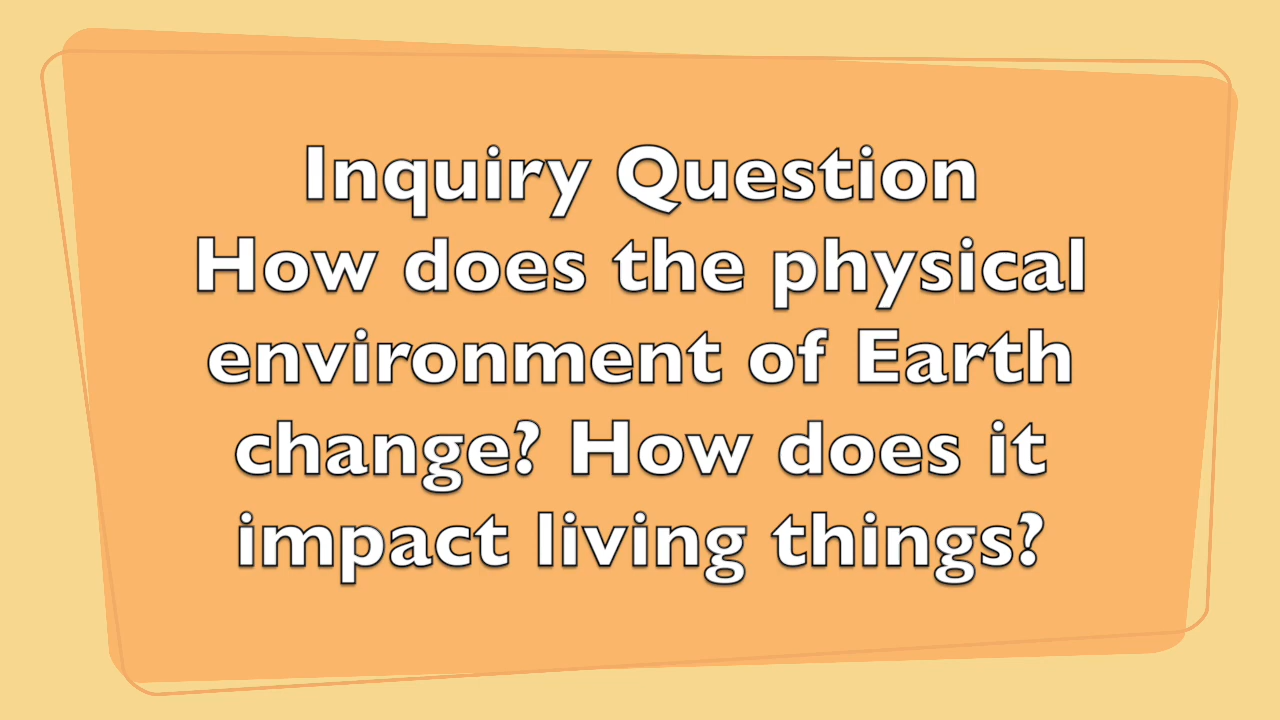 Inquiry Question
How does the physical
environment of Earth
change? How does it
impact living things?